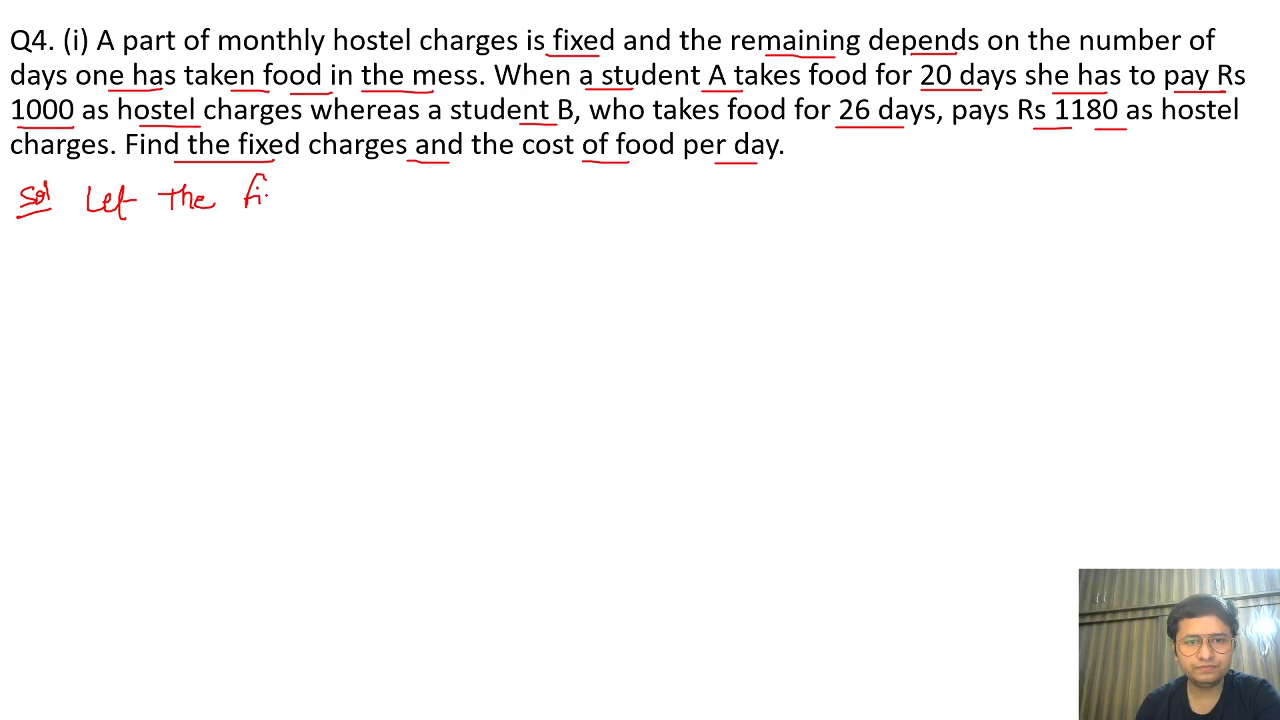 Q4. (i) A part of monthly hostel charges is fixed and the remaining depends on the number of
days one has taken food in the mess. When a student A takes food for 20 days she has to pay Rs
1000 as hostel charges whereas a student B, who takes food for 26 days, pays Rs 1180 as hostel
charges. Find the fixed charges and the cost of food per day.
Sol Let the fi